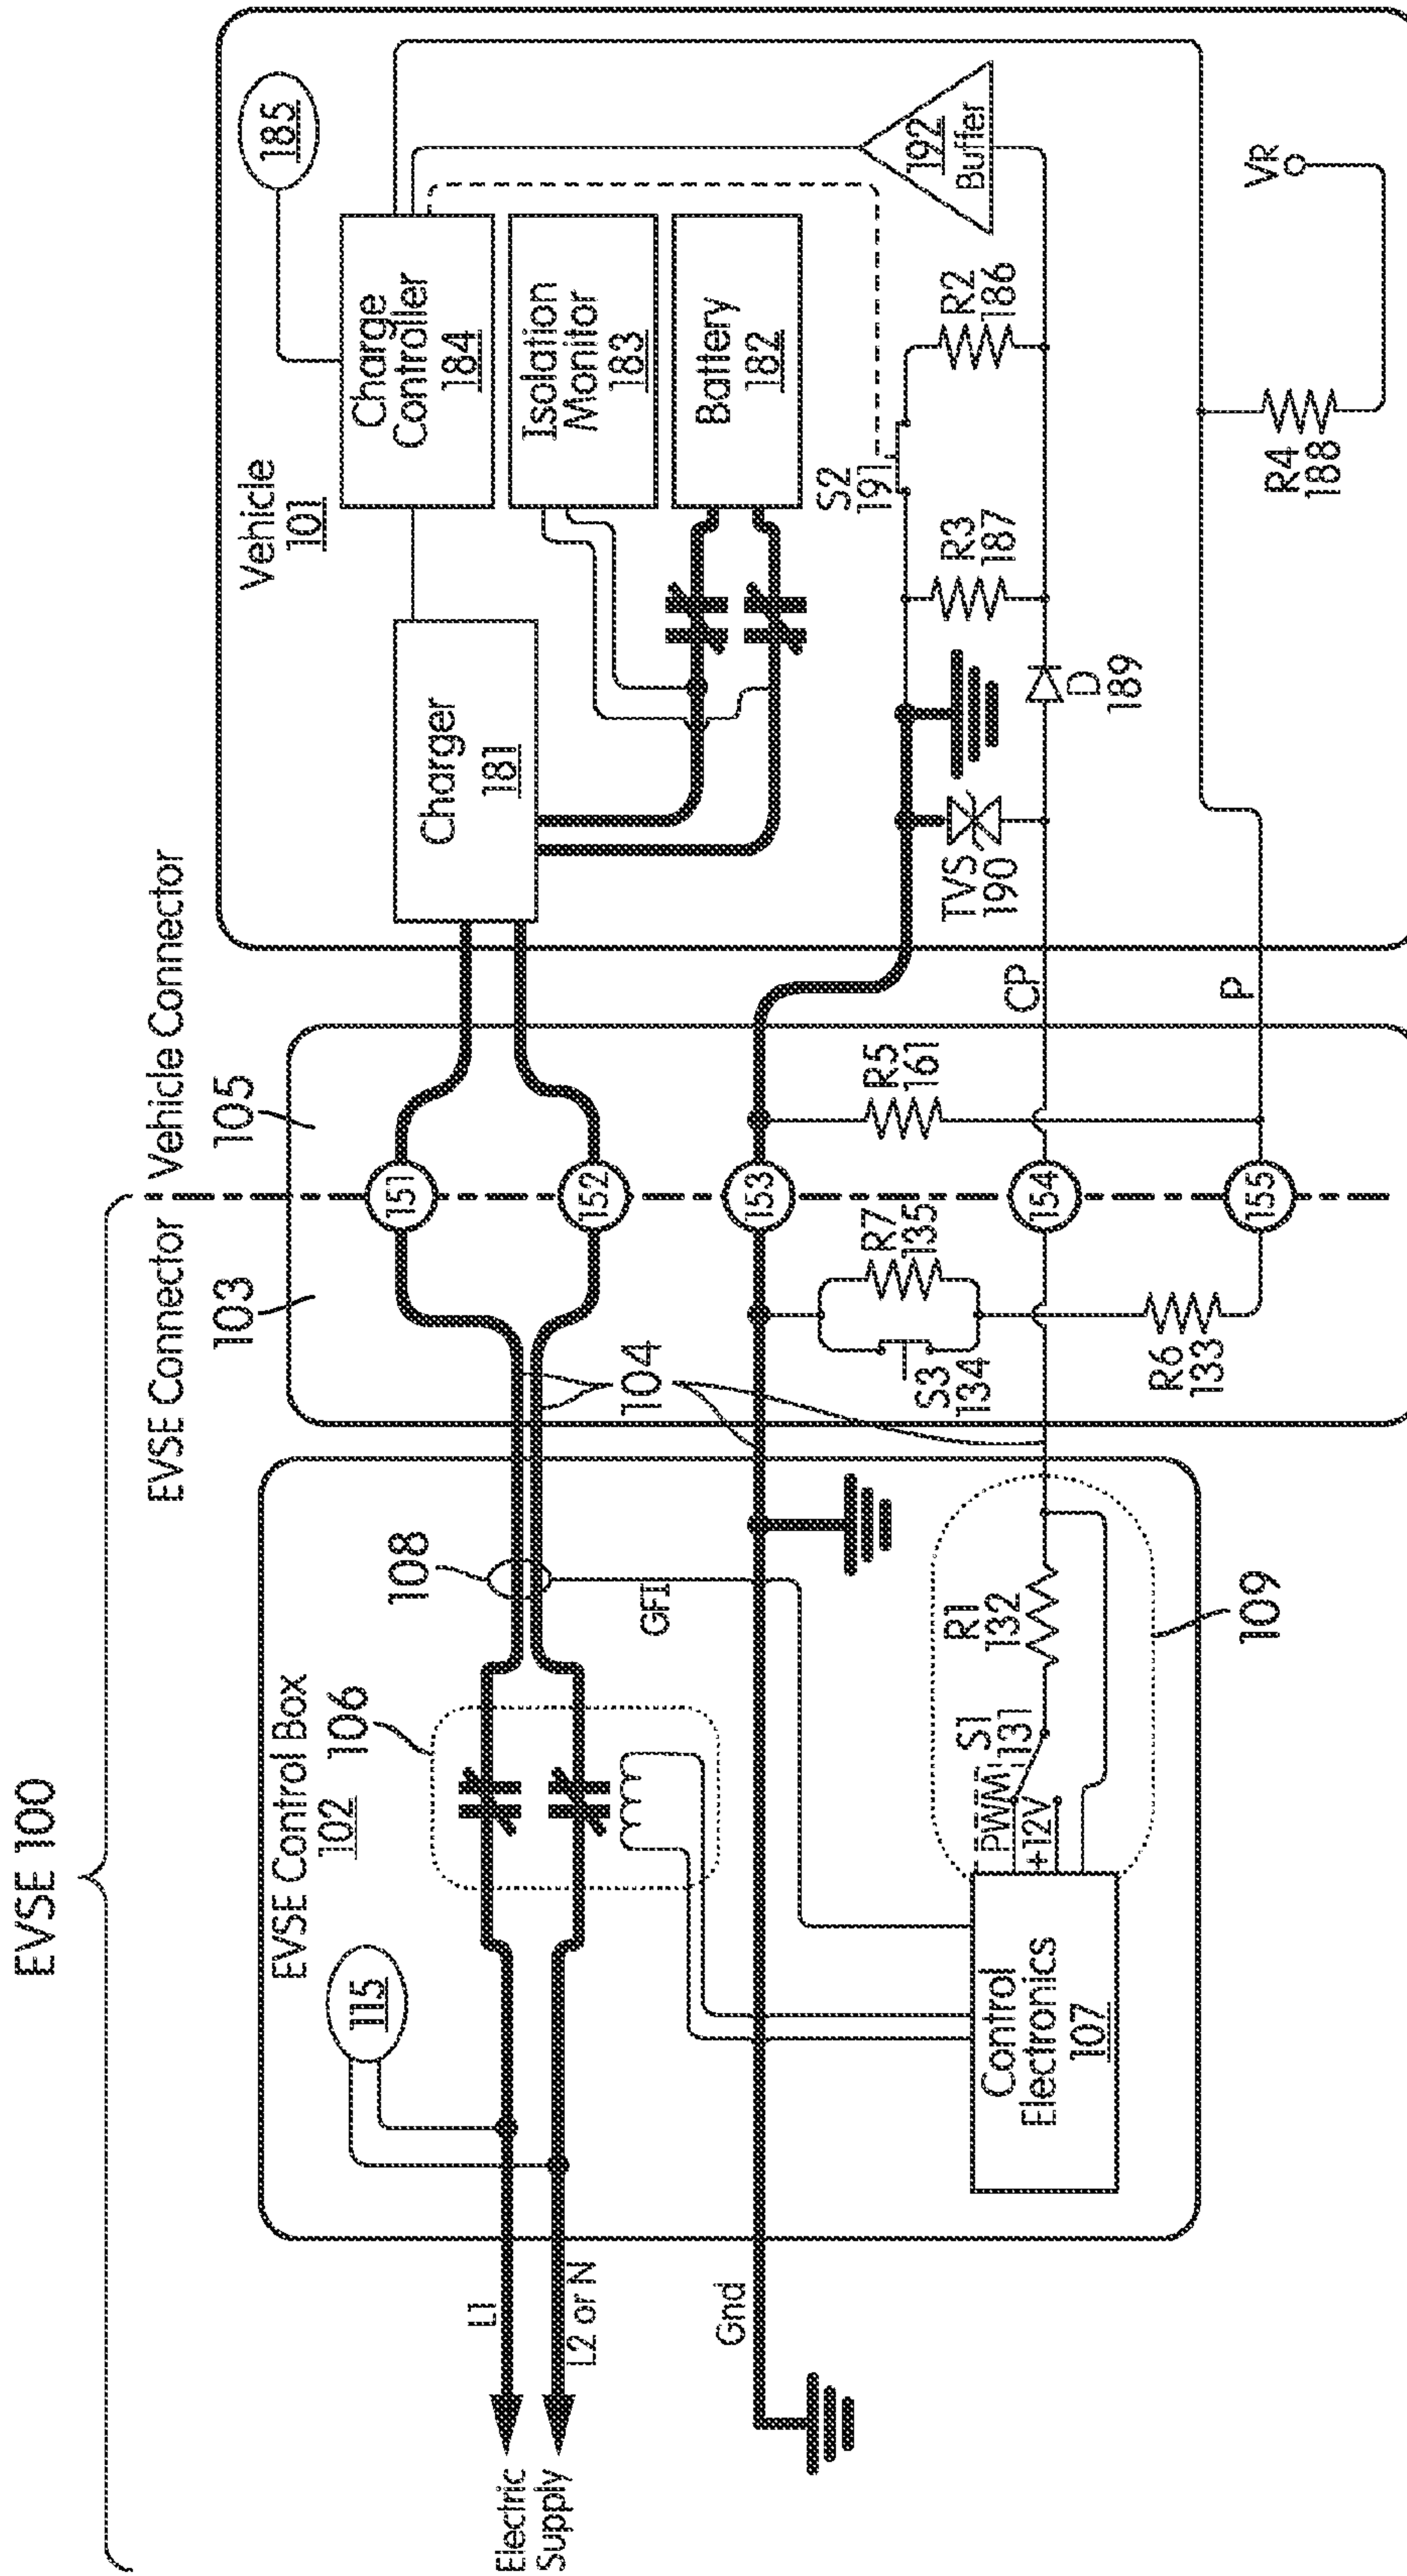 EVSE 100
EVSE Connector
Vehicle Connector
103
105
EVSE Control Box
102
106
108
115
Vehicle
101
185
Charge
Controller
184
Isolation
Monitor
183
Battery
182
Charger
181
151
152
153
154
155
104
L1
L2 or N
Electric
Supply
Gnd
GFI
Control
Electronics
107
PWM
+12V
S1
131
R1
132
109
S3
134
R7
135
R6
133
R5
161
CP
P
TVS
190
D
189
R3
187
S2
191
R2
186
192
Buffer
R4
188
VR